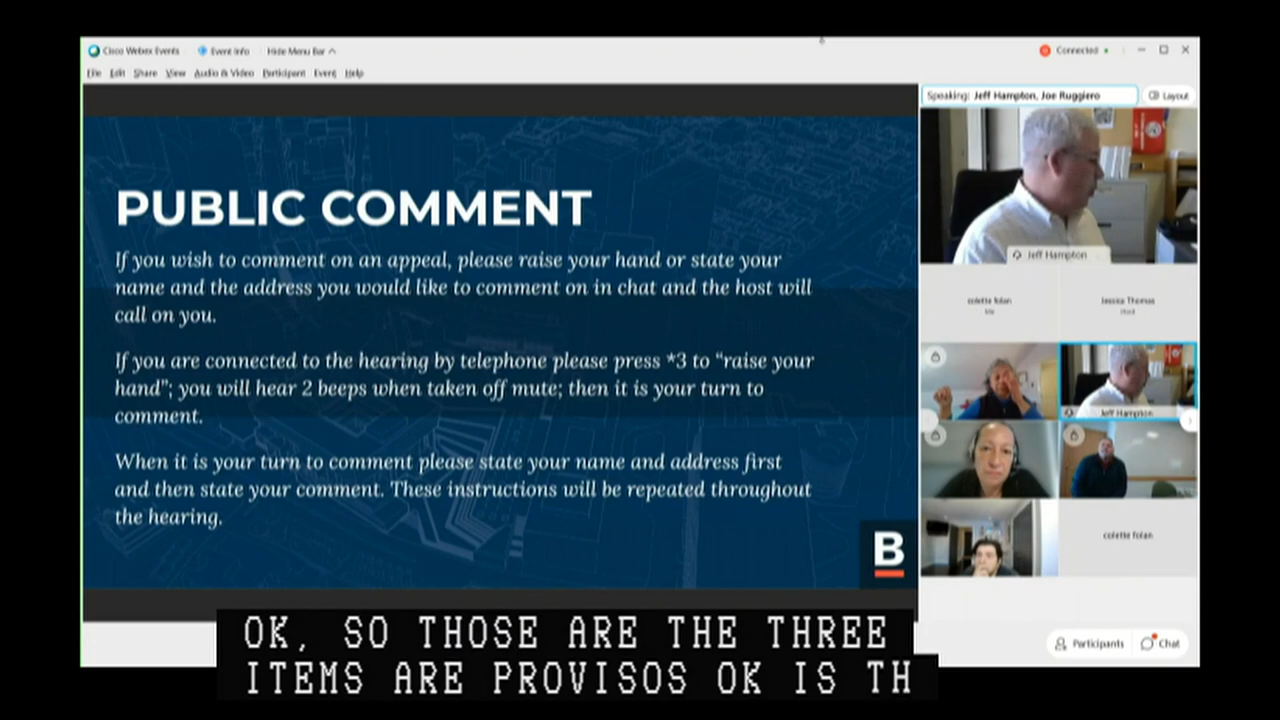 Cisco Webex Events
Event Info
Hide Menu Bar
Connected
File Edit Share View Audio & Video Participant Event Help
Speaking: Jeff Hampton, Joe Ruggiero
Layout
PUBLIC COMMENT
If you wish to comment on an appeal, please raise your hand or state your
name and the address you would like to comment on in chat and the host will
call on you.
If you are connected to the hearing by telephone please press *3 to “raise your
hand”; you will hear 2 beeps when taken off mute; then it is your turn to
comment.
When it is your turn to comment please state your name and address first
and then state your comment. These instructions will be repeated throughout
the hearing.
B
Jeff Hampton
colette folan
Me
Jessica Thomas
Host
Jeff Hampton
colette folan
Participants
Chat
OK, SO THOSE ARE THE THREE
ITEMS ARE PROVISOS OK IS TH